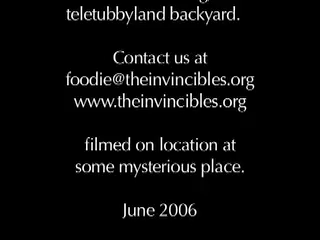 teletubbyland backyard.
Contact us at
foodie@theinvincibles.org
www.theinvincibles.org
filmed on location at
some mysterious place.
June 2006